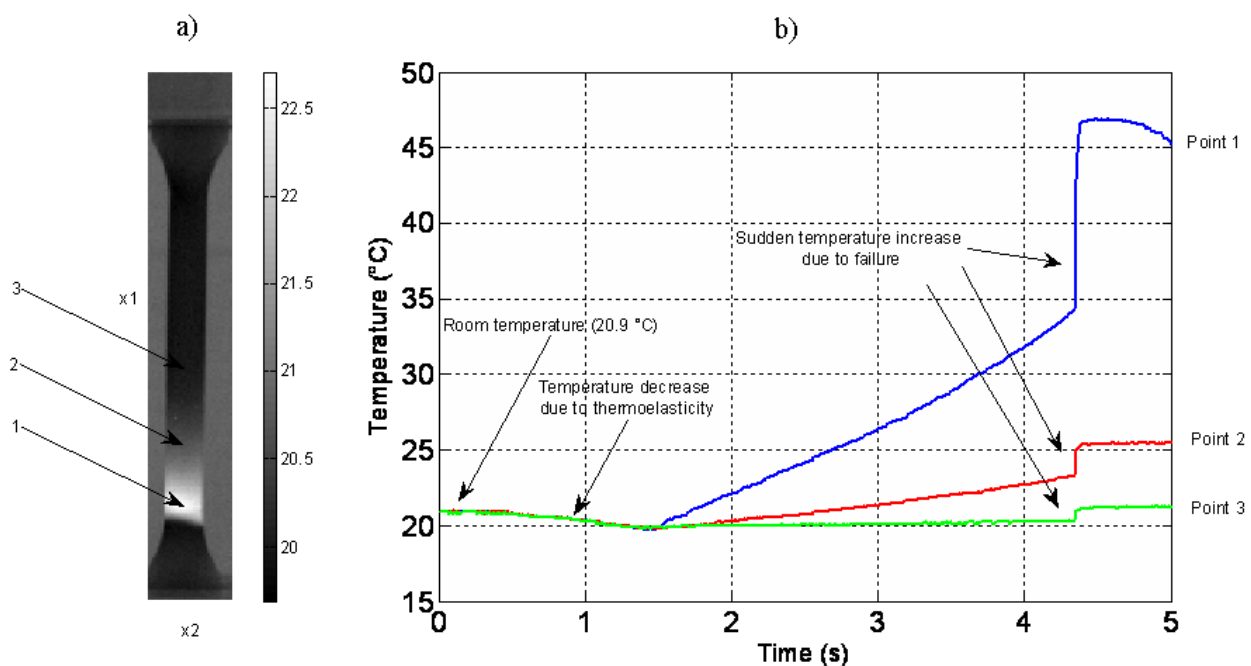 a)
22.5
22
21.5
21
20.5
20
3
2
1
x1
x2
b)
50
45
40
35
30
25
20
15
Temperature (°C)
0
1
2
3
4
5
Time (s)
Point 1
Sudden temperature increase
due to failure
Room temperature (20.9 °C)
Temperature decrease
due to thermoelasticity
Point 2
Point 3